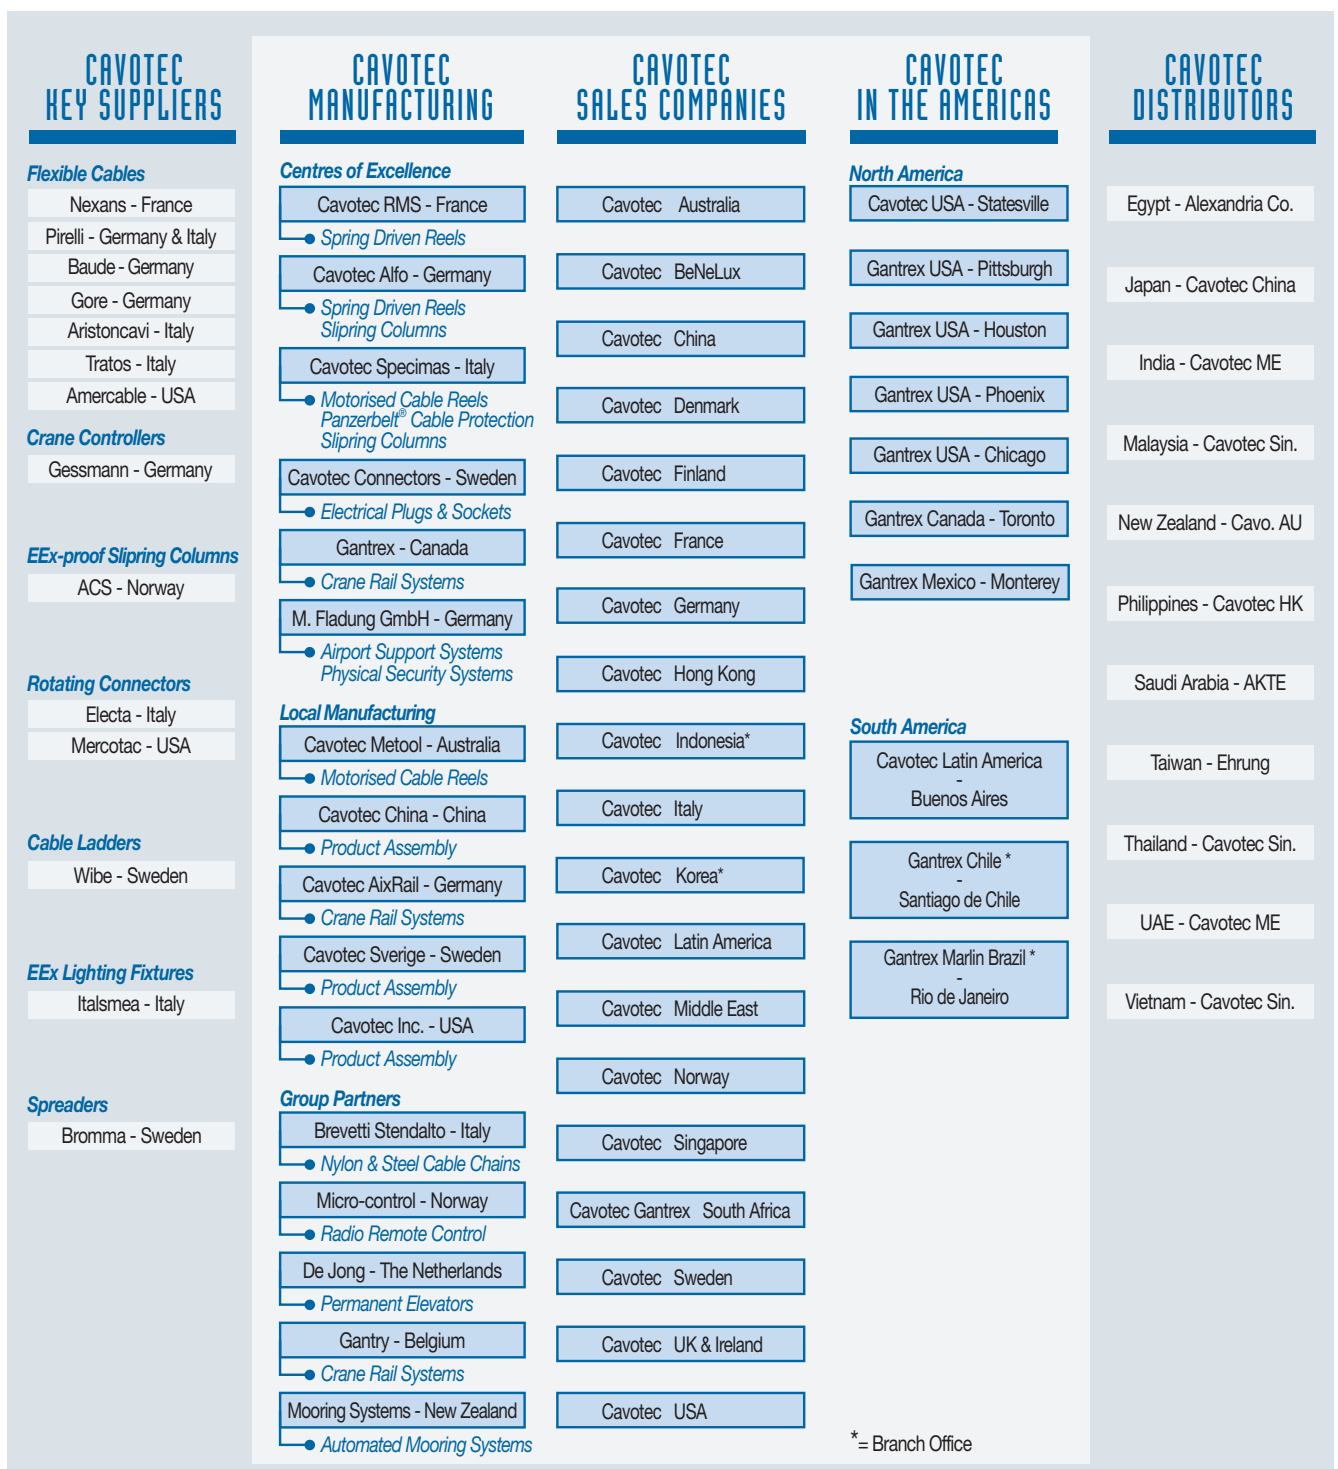 CAVOTEC
KEY SUPPLIERS
Flexible Cables
Nexans - France
Pirelli - Germany & Italy
Baude - Germany
Gore - Germany
Aristoncavi - Italy
Tratos - Italy
Amercable - USA
Crane Controllers
Gessmann - Germany
EEx-proof Slipring Columns
ACS - Norway
Rotating Connectors
Electa - Italy
Mercotac - USA
Cable Ladders
Wibe - Sweden
EEx Lighting Fixtures
Italsmea - Italy
Spreaders
Bromma - Sweden
CAVOTEC
MANUFACTURING
Centres of Excellence
Cavotec RMS - France
Spring Driven Reels
Cavotec Alfo - Germany
Spring Driven Reels
Slipring Columns
Cavotec Specimas - Italy
Motorised Cable Reels
Panzerbelt® Cable Protection
Slipring Columns
Cavotec Connectors - Sweden
Electrical Plugs & Sockets
Gantrex - Canada
Crane Rail Systems
M. Fladung GmbH - Germany
Airport Support Systems
Physical Security Systems
Local Manufacturing
Cavotec Metool - Australia
Motorised Cable Reels
Cavotec China - China
Product Assembly
Cavotec AixRail - Germany
Crane Rail Systems
Cavotec Sverige - Sweden
Product Assembly
Cavotec Inc. - USA
Product Assembly
Group Partners
Brevetti Stendalto - Italy
Nylon & Steel Cable Chains
Micro-control - Norway
Radio Remote Control
De Jong - The Netherlands
Permanent Elevators
Gantry - Belgium
Crane Rail Systems
Mooring Systems - New Zealand
Automated Mooring Systems
CAVOTEC
SALES COMPANIES
Cavotec Australia
Cavotec BeNeLux
Cavotec China
Cavotec Denmark
Cavotec Finland
Cavotec France
Cavotec Germany
Cavotec Hong Kong
Cavotec Indonesia*
Cavotec Italy
Cavotec Korea*
Cavotec Latin America
Cavotec Middle East
Cavotec Norway
Cavotec Singapore
Cavotec Gantrex South Africa
Cavotec Sweden
Cavotec UK & Ireland
Cavotec USA
CAVOTEC
IN THE AMERICAS
North America
Cavotec USA - Statesville
Gantrex USA - Pittsburgh
Gantrex USA - Houston
Gantrex USA - Phoenix
Gantrex USA - Chicago
Gantrex Canada - Toronto
Gantrex Mexico - Monterey
South America
Cavotec Latin America
-
Buenos Aires
Gantrex Chile *
-
Santiago de Chile
Gantrex Marlin Brazil *
-
Rio de Janeiro
*= Branch Office
CAVOTEC
DISTRIBUTORS
Egypt - Alexandria Co.
Japan - Cavotec China
India - Cavotec ME
Malaysia - Cavotec Sin.
New Zealand - Cavo. AU
Philippines - Cavotec HK
Saudi Arabia - AKTE
Taiwan - Ehrung
Thailand - Cavotec Sin.
UAE - Cavotec ME
Vietnam - Cavotec Sin.